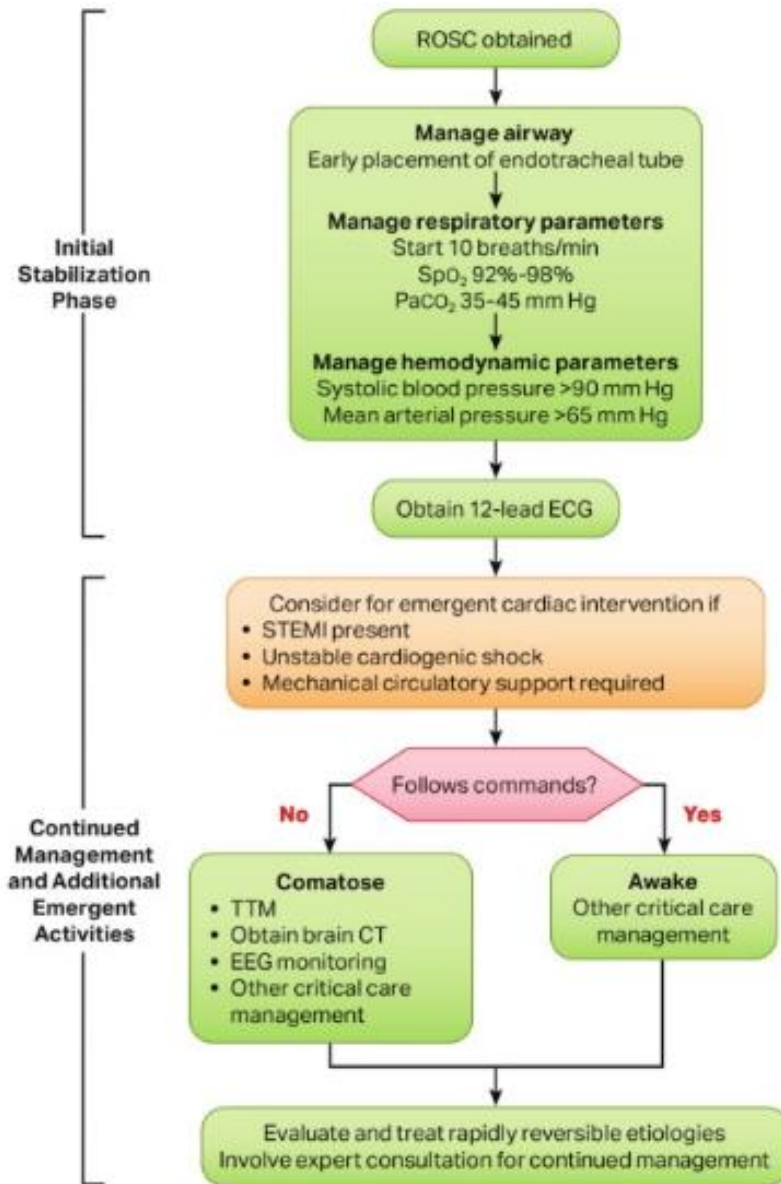 ROSC obtained
Manage airway
Early placement of endotracheal tube
Manage respiratory parameters
Start 10 breaths/min
SpO₂ 92%-98%
PaCO₂ 35-45 mm Hg
Manage hemodynamic parameters
Systolic blood pressure >90 mm Hg
Mean arterial pressure >65 mm Hg
Obtain 12-lead ECG
Initial
Stabilization
Phase
Consider for emergent cardiac intervention if
• STEMI present
• Unstable cardiogenic shock
• Mechanical circulatory support required
Follows commands?
No
Yes
Comatose
• TTM
• Obtain brain CT
• EEG monitoring
• Other critical care
management
Awake
Other critical care
management
Continued
Management
and Additional
Emergent
Activities
Evaluate and treat rapidly reversible etiologies
Involve expert consultation for continued management